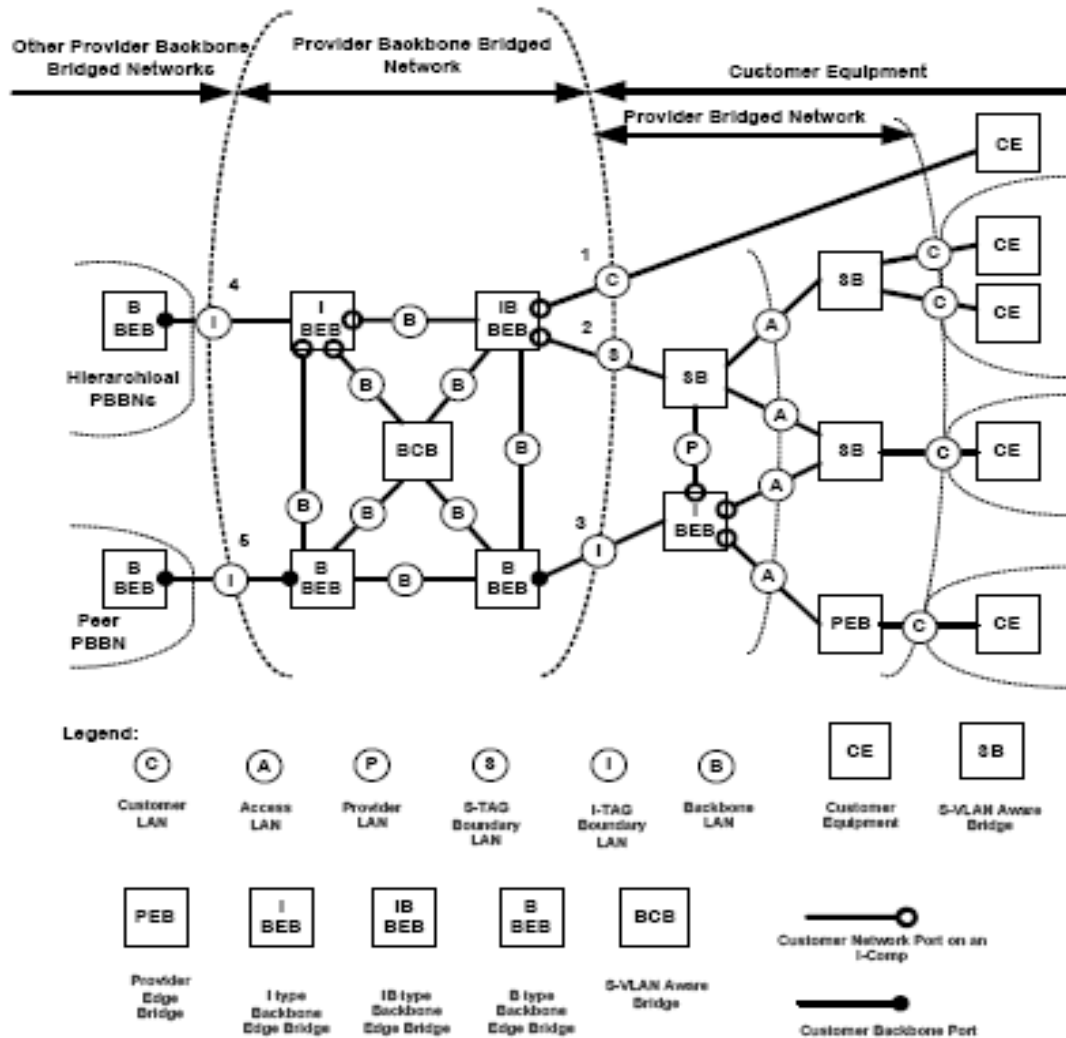 Other Provider Backbone
Bridged Networks
Provider Backbone Bridged
Network
Customer Equipment
Provider Bridged Network
CE
1
C
C
CE
SB
4
B
BEB
I
I
BEB
B
IB
BEB
2
S
A
C
CE
Hierarchical
PBBNs
B
B
SB
A
BCB
B
P
SB
C
CE
B
B
B
A
3
I
BEB
5
I
B
BEB
I
B
BEB
B
B
BEB
A
Peer
PBBN
PEB
C
CE
Legend:
C
A
P
S
I
B
CE
SB
Customer
LAN
Access
LAN
Provider
LAN
S-TAG
Boundary
LAN
I-TAG
Boundary
LAN
Backbone
LAN
Customer
Equipment
S-VLAN Aware
Bridge
PEB
I
BEB
IB
BEB
B
BEB
BCB
Customer Network Port on an
I-Comp
Provider
Edge
Bridge
I type
Backbone
Edge Bridge
IB type
Backbone
Edge Bridge
B type
Backbone
Edge Bridge
S-VLAN Aware
Bridge
Customer Backbone Port